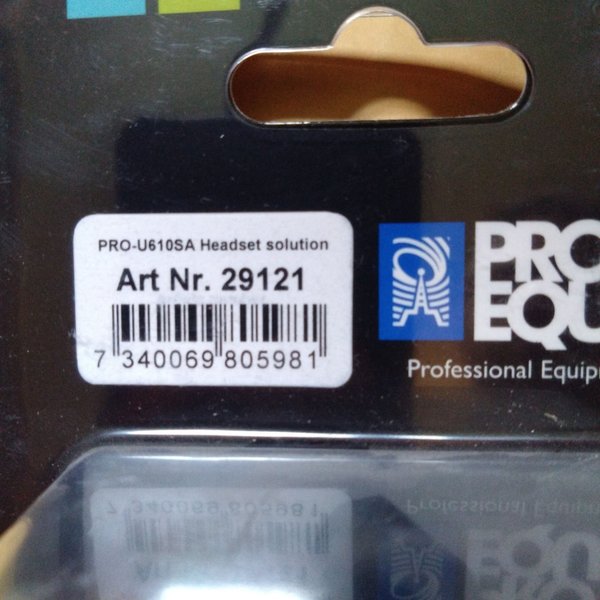 PRO-U610SA Headset solution
Art Nr. 29121
7 340069 805981
PRO
EQU
Professional Equip